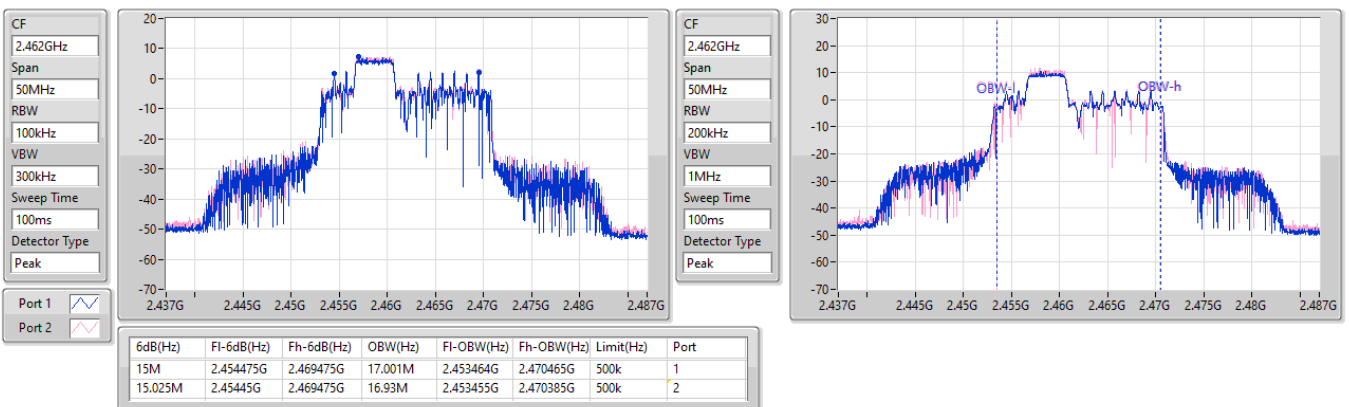 CF
2.462GHz
Span
50MHz
RBW
100kHz
VBW
300kHz
Sweep Time
100ms
Detector Type
Peak
Port 1
Port 2
20
10
0
-10
-20
-30
-40
-50
-60
-70
2.437G 2.445G 2.45G 2.455G 2.46G 2.465G 2.47G 2.475G 2.48G 2.487G
CF
2.462GHz
Span
50MHz
RBW
200kHz
VBW
1MHz
Sweep Time
100ms
Detector Type
Peak
30
20
10
0
-10
-20
-30
-40
-50
-60
-70
OBW-l OBW-h
2.437G 2.445G 2.45G 2.455G 2.46G 2.465G 2.47G 2.475G 2.48G 2.487G
6dB(Hz) Fl-6dB(Hz) Fh-6dB(Hz) OBW(Hz) Fl-OBW(Hz) Fh-OBW(Hz) Limit(Hz) Port
15M 2.454475G 2.469475G 17.001M 2.453464G 2.470465G 500k 1
15.025M 2.45445G 2.469475G 16.93M 2.453455G 2.470385G 500k 2